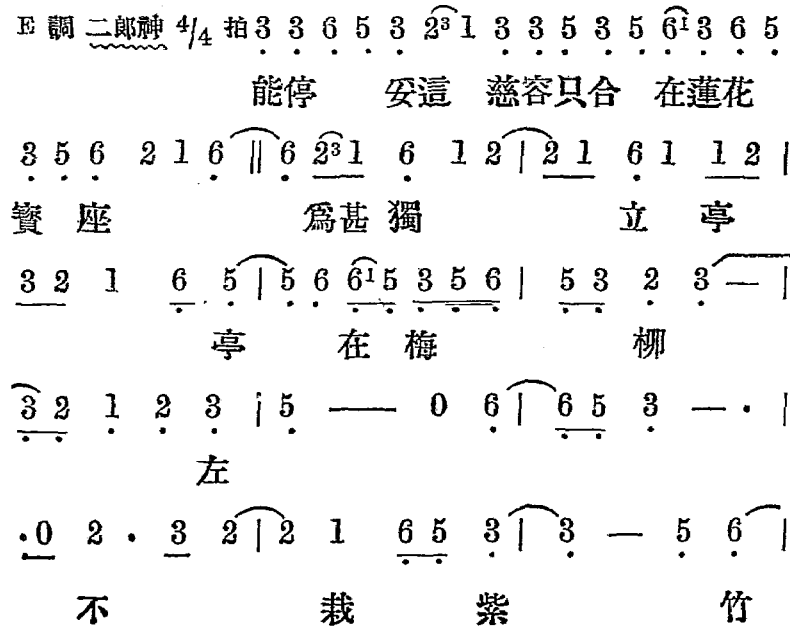 E 調 二郎神 4/4 拍 3 3 6 5 3 2 3 1 3 3 5 3 5 6 1 3 6 5
能停 妥這 慈容只合 在蓮花
3 5 6 2 1 6 || 6 2 3 1 6 1 2 | 2 1 6 1 1 2 |
寶 座 爲甚 獨 立 亭
3 2 1 6 5 | 5 6 6 1 5 3 5 6 | 5 3 2 3 — |
亭 在 梅 柳
3 2 1 2 3 | 5 — 0 6 | 6 5 3 — · |
左
· 0 2 · 3 2 | 2 1 6 5 3 | 3 — 5 6 |
不 栽 紫 竹